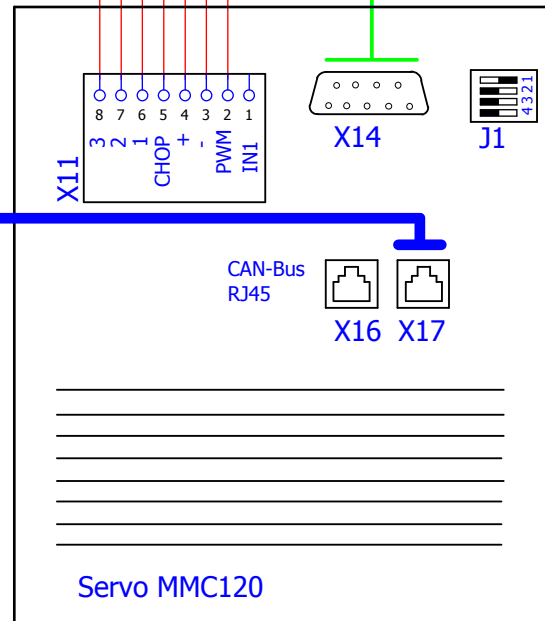 8 7 6 5 4 3 2 1
3 2 1 CHOP + - PWM IN1
X11
X14
4 3 2 1
J1
CAN-Bus
RJ45
X16 X17
Servo MMC120